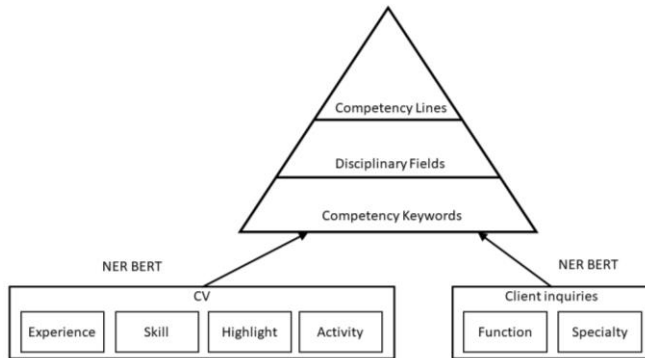 Competency Lines
Disciplinary Fields
Competency Keywords
NER BERT
NER BERT
CV
Client inquiries
Experience
Skill
Highlight
Activity
Function
Specialty